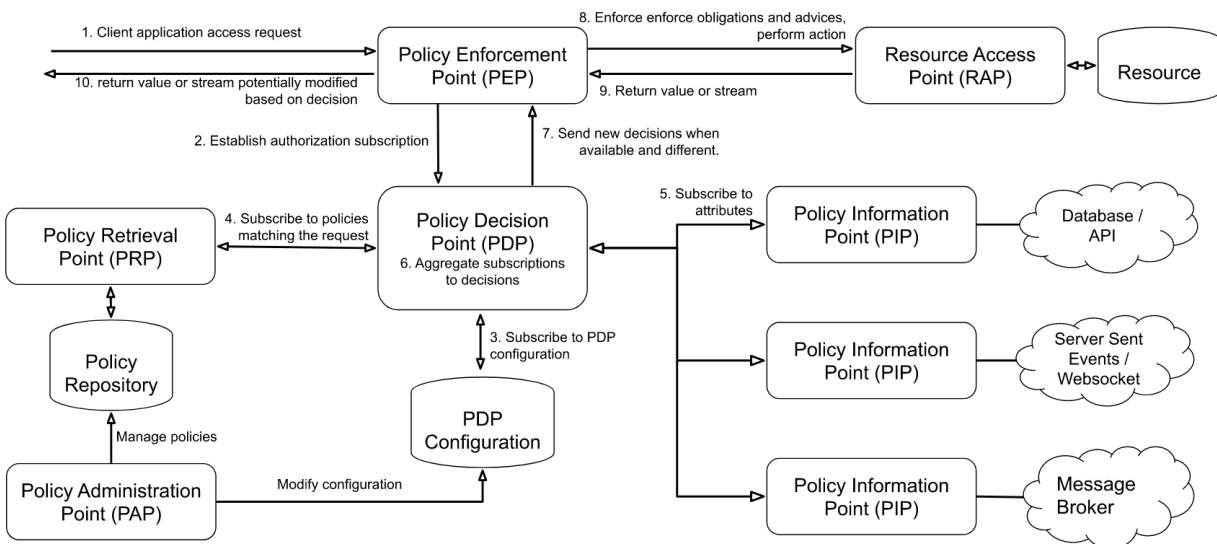 1. Client application access request
10. return value or stream potentially modified
based on decision
Policy Enforcement
Point (PEP)
8. Enforce enforce obligations and advices,
perform action
9. Return value or stream
Resource Access
Point (RAP)
Resource
2. Establish authorization subscription
7. Send new decisions when
available and different.
Policy Retrieval
Point (PRP)
4. Subscribe to policies
matching the request
Policy Decision
Point (PDP)
6. Aggregate subscriptions
to decisions
5. Subscribe to
attributes
Policy Information
Point (PIP)
Database /
API
3. Subscribe to PDP
configuration
Policy
Repository
Policy Information
Point (PIP)
Server Sent
Events /
Websocket
PDP
Configuration
Manage policies
Policy Administration
Point (PAP)
Modify configuration
Policy Information
Point (PIP)
Message
Broker